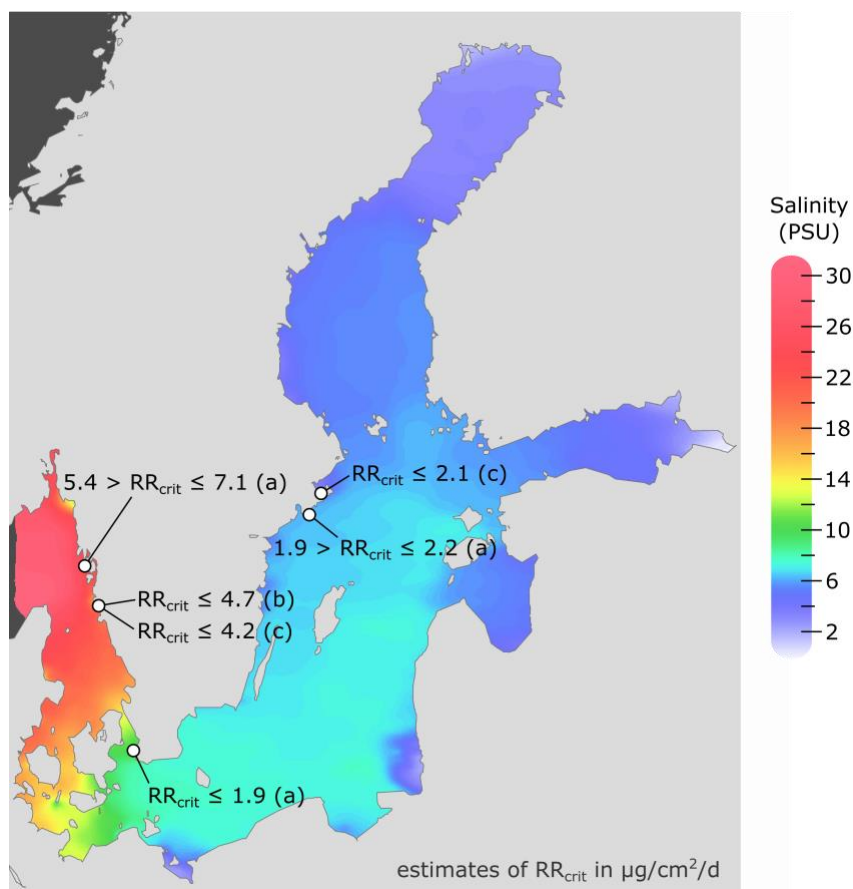 Salinity
(PSU)
30
26
22
18
14
10
6
2
5.4 > RRcrit ≤ 7.1 (a)
RRcrit ≤ 2.1 (c)
1.9 > RRcrit ≤ 2.2 (a)
RRcrit ≤ 4.7 (b)
RRcrit ≤ 4.2 (c)
RRcrit ≤ 1.9 (a)
estimates of RRcrit in µg/cm²/d